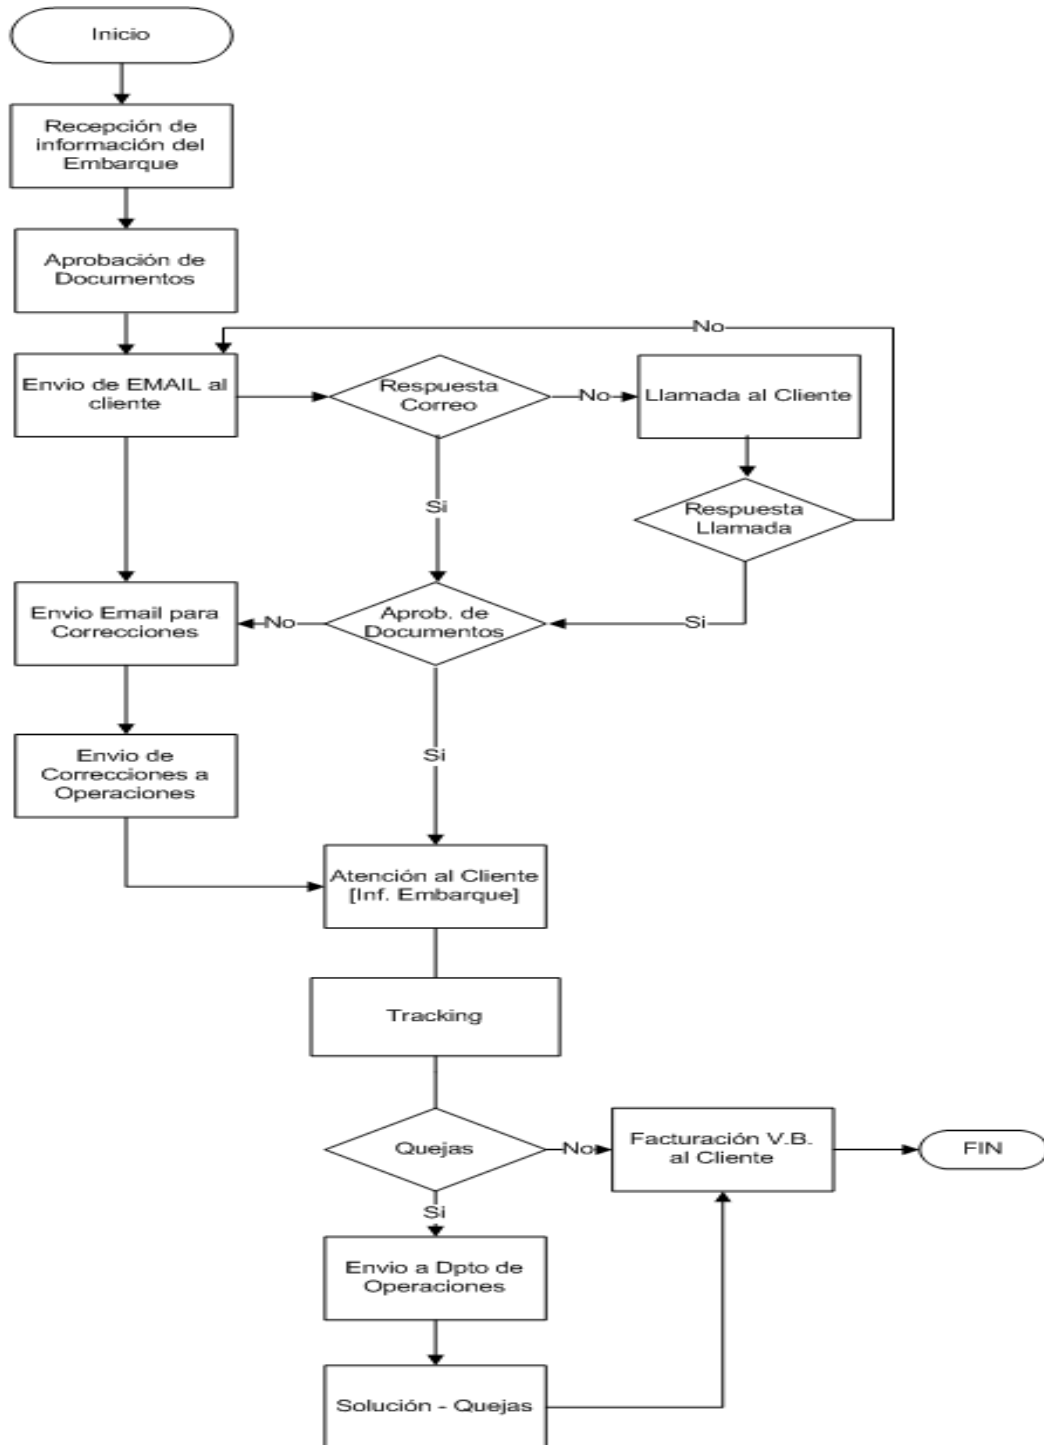 Inicio
Recepción de
información del
Embarque
Aprobación de
Documentos
No
Envio de EMAIL al
cliente
Respuesta
Correo
No
Llamada al Cliente
Si
Respuesta
Llamada
Envio Email para
Correcciones
No
Aprob. de
Documentos
Si
Envio de
Correcciones a
Operaciones
Si
Atención al Cliente
[Inf. Embarque]
Tracking
Quejas
No
Facturación V.B.
al Cliente
FIN
Si
Envio a Dpto de
Operaciones
Solución - Quejas